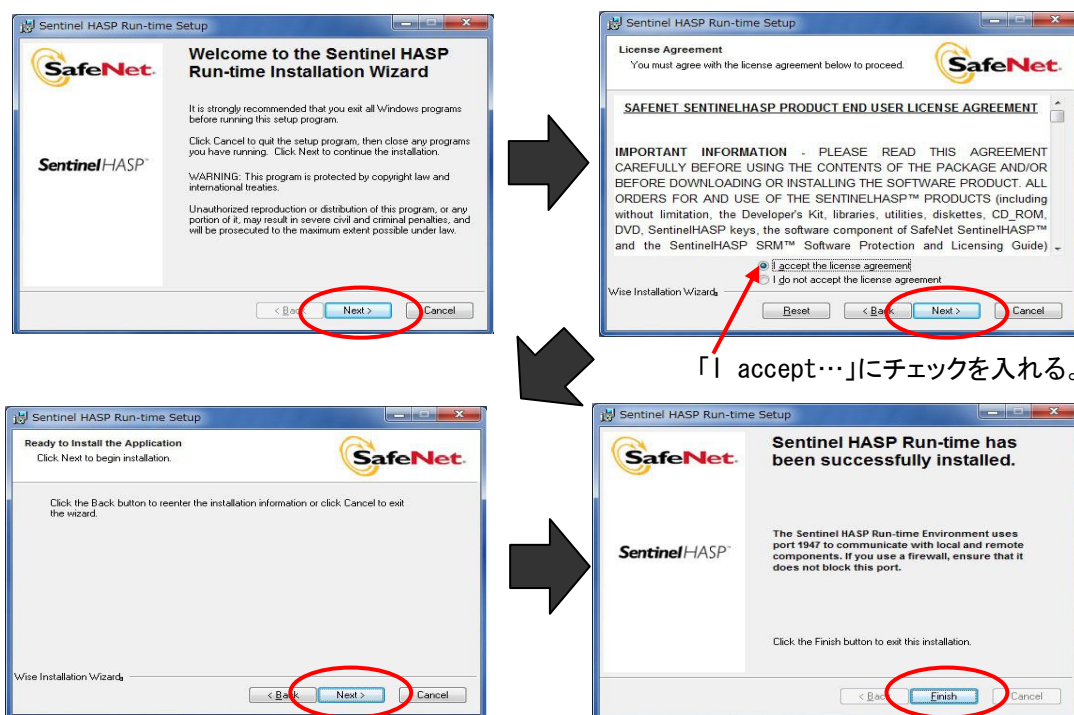 Sentinel HASP Run-time Setup
SafeNet.
SentinelHASP™
Welcome to the Sentinel HASP
Run-time Installation Wizard
It is strongly recommended that you exit all Windows programs
before running this setup program.
Click Cancel to quit the setup program, then close any programs
you have running. Click Next to continue the installation.
WARNING: This program is protected by copyright law and
international treaties.
Unauthorized reproduction or distribution of this program, or any
portion of it, may result in severe civil and criminal penalties, and
will be prosecuted to the maximum extent possible under law.
< Back Next > Cancel
Sentinel HASP Run-time Setup
License Agreement
You must agree with the license agreement below to proceed.
SafeNet.
SAFENET SENTINELHASP PRODUCT END USER LICENSE AGREEMENT
IMPORTANT INFORMATION - PLEASE READ THIS AGREEMENT
CAREFULLY BEFORE USING THE CONTENTS OF THE PACKAGE AND/OR
BEFORE DOWNLOADING OR INSTALLING THE SOFTWARE PRODUCT. ALL
ORDERS FOR AND USE OF THE SENTINELHASP™ PRODUCTS (including
without limitation, the Developer's Kit, libraries, utilities, diskettes, CD_ROM,
DVD, SentinelHASP keys, the software component of SafeNet SentinelHASP™
and the SentinelHASP SRM™ Software Protection and Licensing Guide)
I accept the license agreement
I do not accept the license agreement
Wise Installation Wizard
Reset < Back Next > Cancel
「I accept…」にチェックを入れる。
Sentinel HASP Run-time Setup
Ready to Install the Application
Click Next to begin installation.
SafeNet.
Click the Back button to reenter the installation information or click Cancel to exit
the wizard.
Wise Installation Wizard
< Back Next > Cancel
Sentinel HASP Run-time Setup
SafeNet.
SentinelHASP™
Sentinel HASP Run-time has
been successfully installed.
The Sentinel HASP Run-time Environment uses
port 1947 to communicate with local and remote
components. If you use a firewall, ensure that it
does not block this port.
Click the Finish button to exit this installation.
< Back Finish Cancel